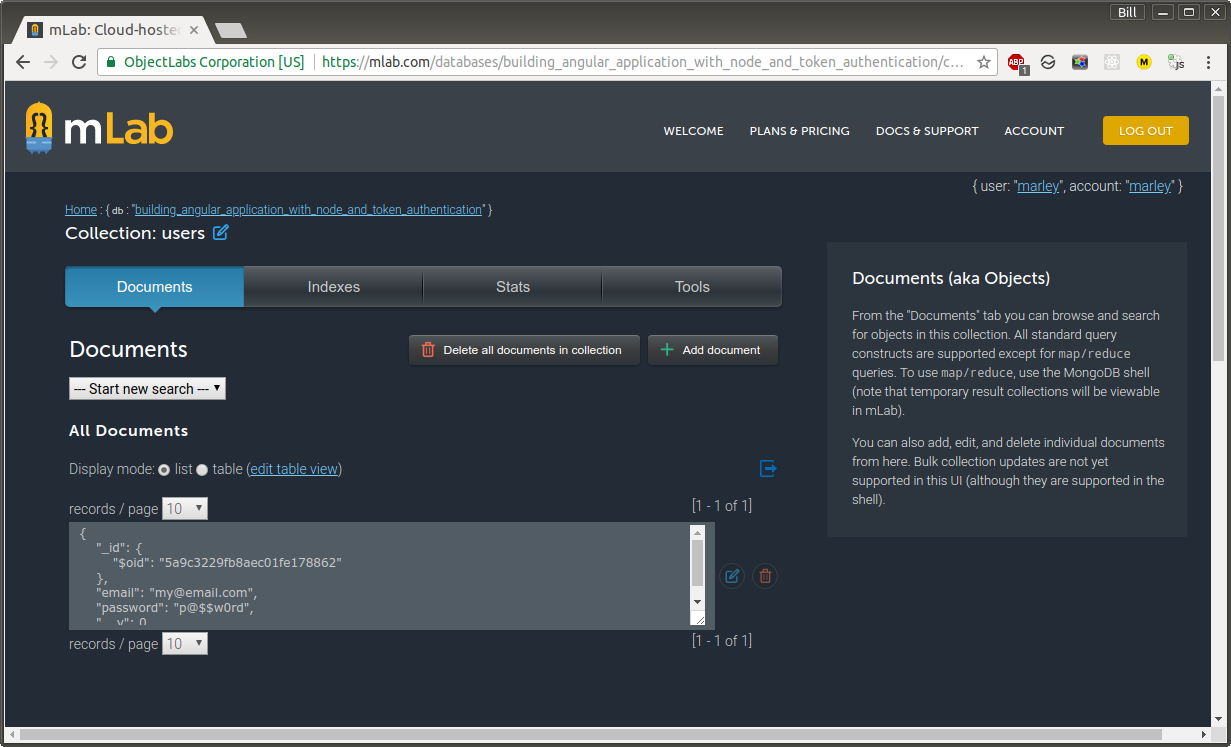 Bill
mLab: Cloud-hoste
ObjectLabs Corporation [US] https://mlab.com/databases/building_angular_application_with_node_and_token_authentication/c...
ABP 1 M JS
mLab
WELCOME PLANS & PRICING DOCS & SUPPORT ACCOUNT LOG OUT
{ user: "marley", account: "marley" }
Home : { db : "building_angular_application_with_node_and_token_authentication" }
Collection: users
Documents Indexes Stats Tools
Documents
Delete all documents in collection
Add document
--- Start new search ---
All Documents
Display mode: list table (edit table view)
records / page 10 [1 - 1 of 1]
{
"_id": {
"$oid": "5a9c3229fb8aec01fe178862"
},
"email": "my@email.com",
"password": "p@$$w0rd",
"__v": 0
records / page 10 [1 - 1 of 1]
Documents (aka Objects)
From the "Documents" tab you can browse and search
for objects in this collection. All standard query
constructs are supported except for map/reduce
queries. To use map/reduce, use the MongoDB shell
(note that temporary result collections will be viewable
in mLab).
You can also add, edit, and delete individual documents
from here. Bulk collection updates are not yet
supported in this UI (although they are supported in the
shell).